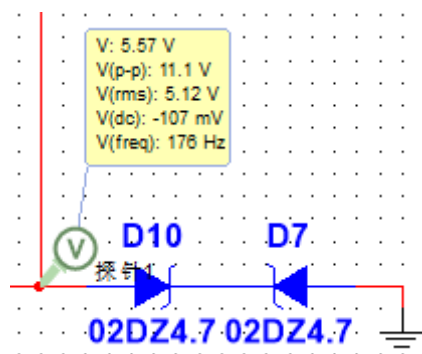 V: 5.57 V
V(p-p): 11.1 V
V(rms): 5.12 V
V(dc): -107 mV
V(freq): 176 Hz
V
D10
D7
探针1
02DZ4.7
02DZ4.7